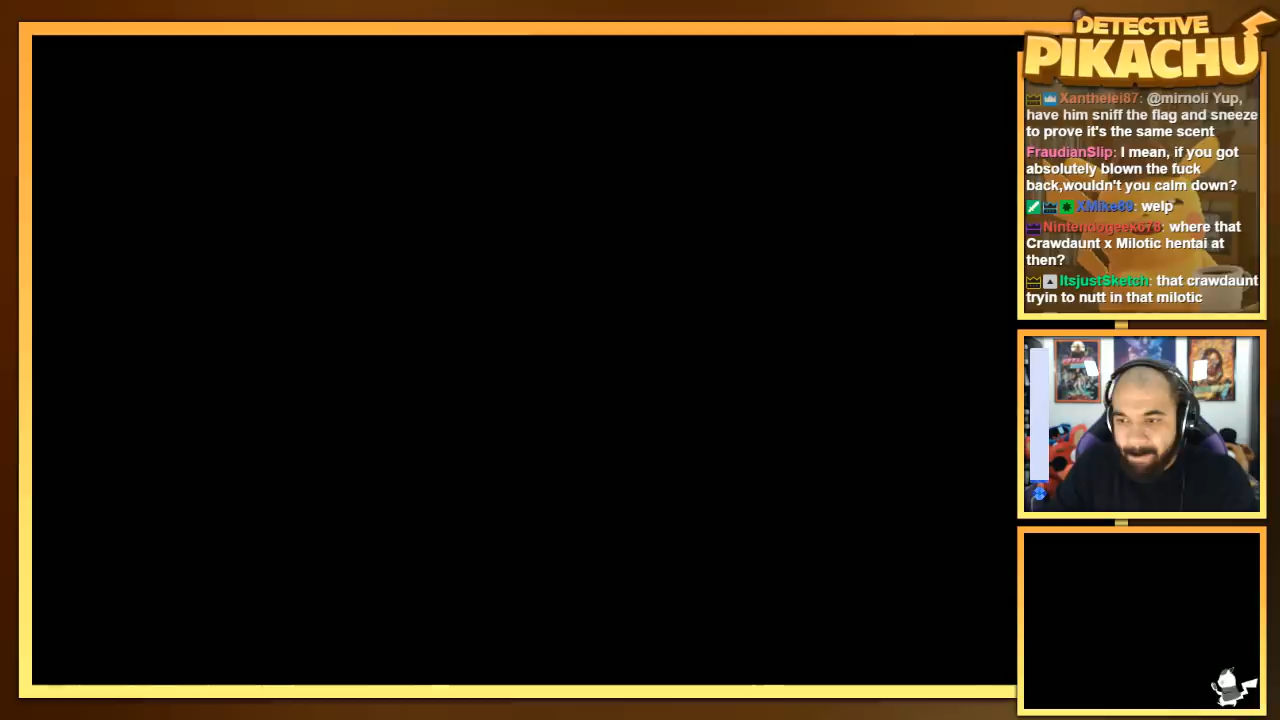 DETECTIVE
PIKACHU
Xanthelei87: @mirnoli Yup,
have him sniff the flag and sneeze
to prove it's the same scent
FraudianSlip: I mean, if you got
absolutely blown the fuck
back,wouldn't you calm down?
XMike89: welp
Nintendogeek78: where that
Crawdaunt x Milotic hentai at
then?
ItsjustSketch: that crawdaunt
tryin to nutt in that milotic